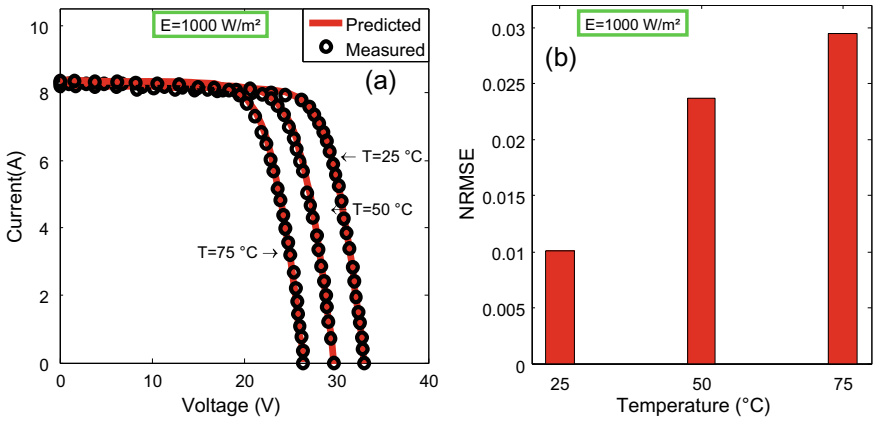 E=1000 W/m²
Predicted
Measured
(a)
10
8
6
4
2
0
Current(A)
← T=25 °C
← T=50 °C
T=75 °C →
0 10 20 30 40
Voltage (V)
E=1000 W/m²
(b)
0.03
0.025
0.02
0.015
0.01
0.005
0
NRMSE
25 50 75
Temperature (°C)